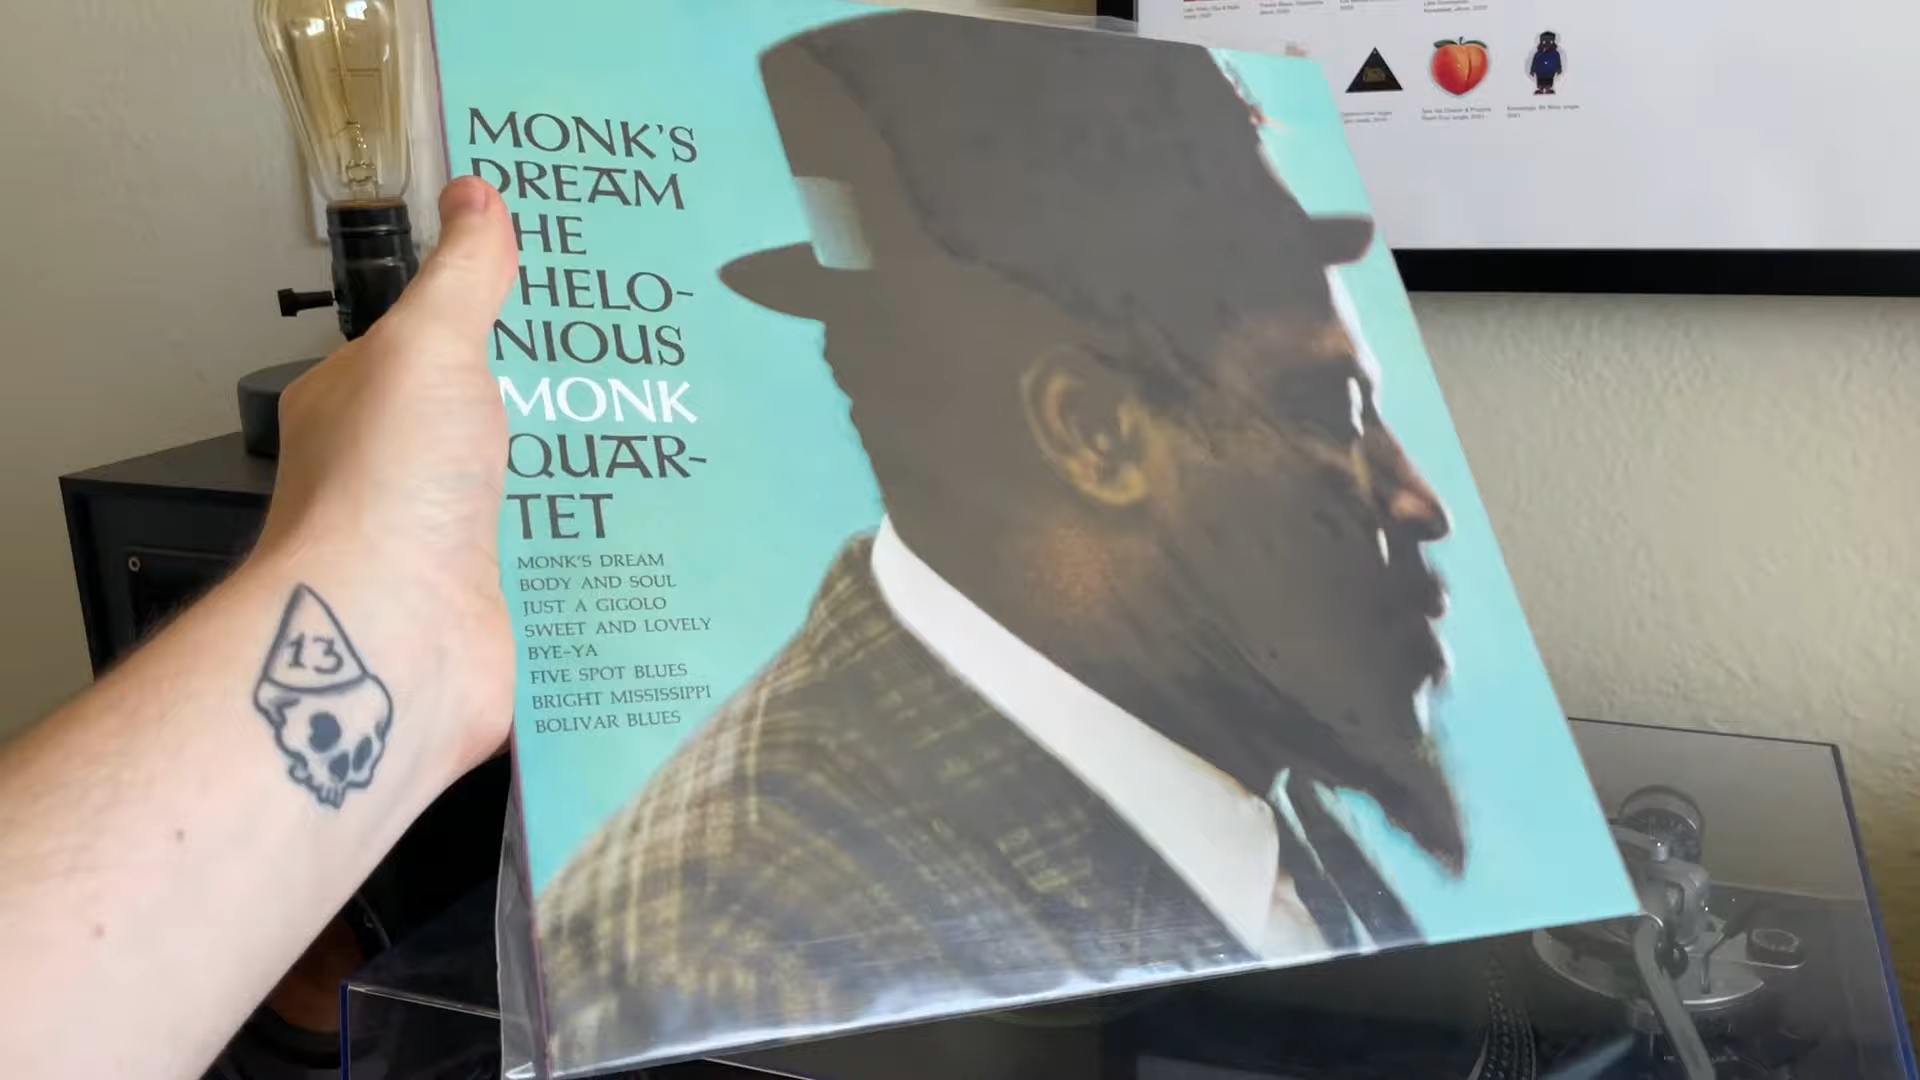 MONK'S
DREAM
HE
HELO-
NIOUS
MONK
QUAR-
TET
MONK'S DREAM
BODY AND SOUL
JUST A GIGOLO
SWEET AND LOVELY
BYE-YA
FIVE SPOT BLUES
BRIGHT MISSISSIPPI
BOLIVAR BLUES
13